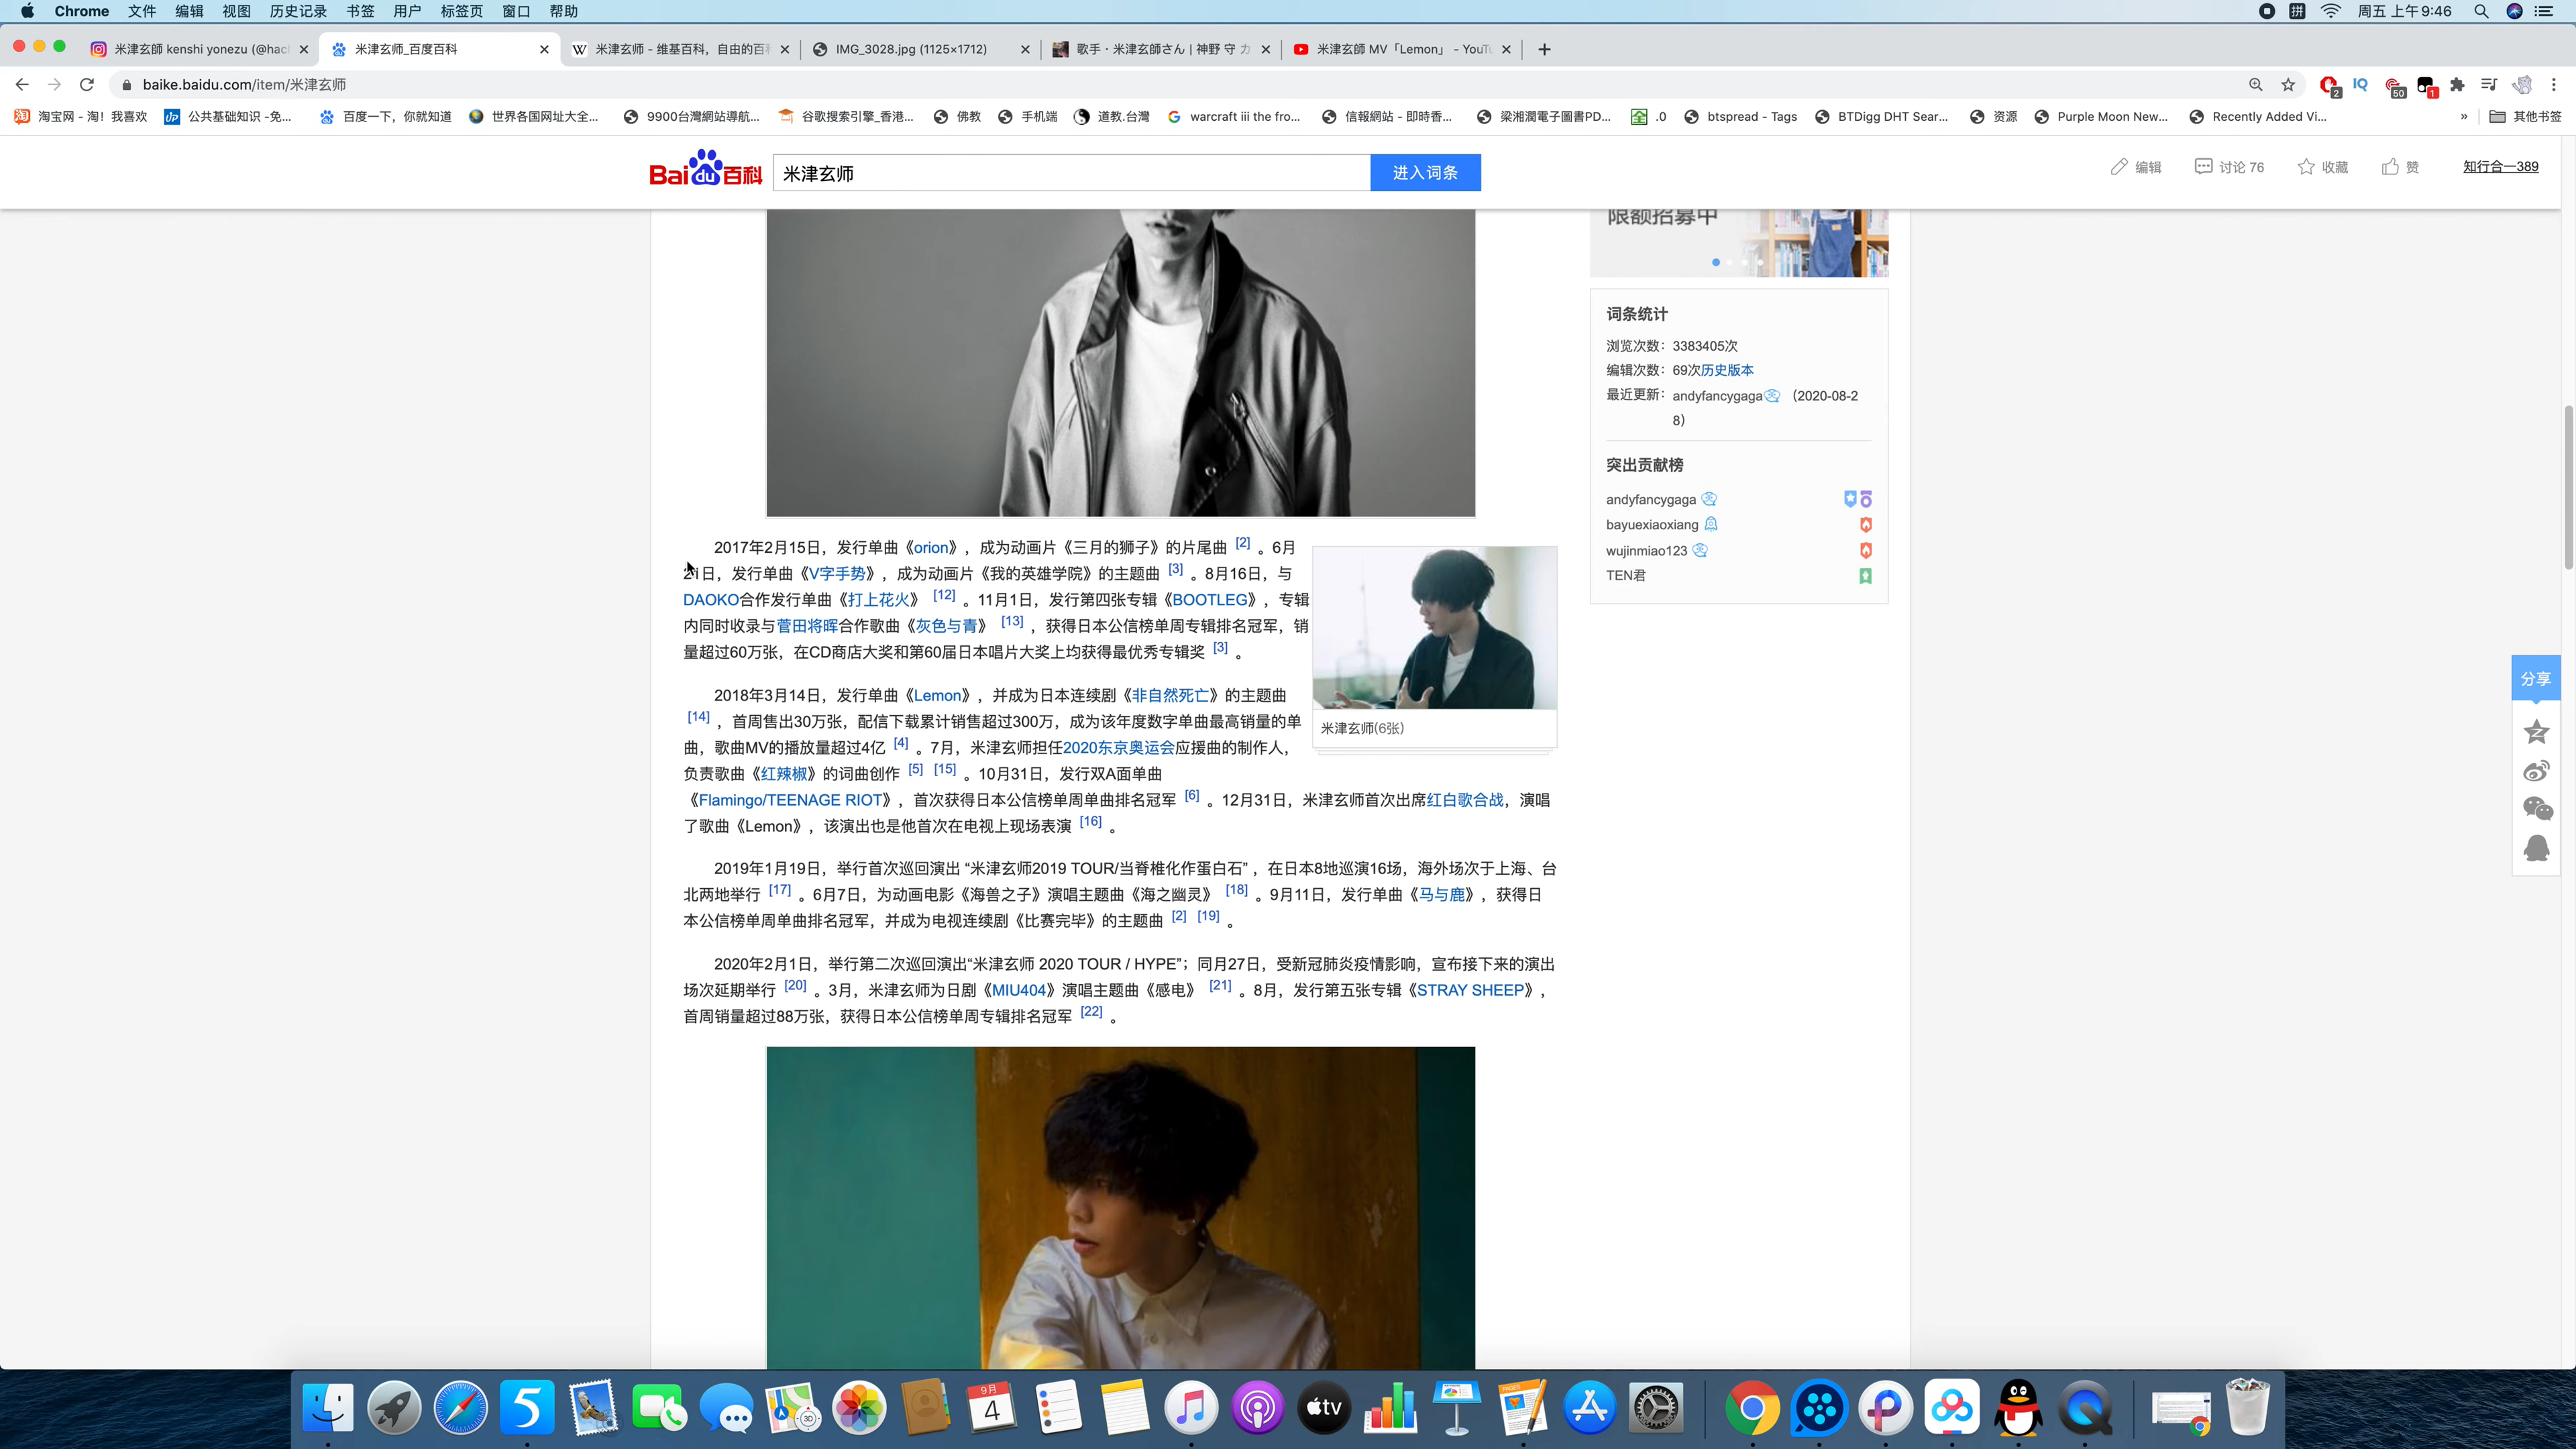 Chrome 文件 编辑 视图 历史记录 书签 用户 标签页 窗口 帮助
周五 上午9:46
米津玄師 kenshi yonezu (@hac
米津玄师_百度百科
米津玄师 - 维基百科，自由的百科
IMG_3028.jpg (1125×1712)
歌手・米津玄師さん | 神野 守 カ
米津玄師 MV「Lemon」 - YouTu
baike.baidu.com/item/米津玄师
2
50
1
淘宝网 - 淘！我喜欢
公共基础知识 -免...
百度一下，你就知道
世界各国网址大全...
9900台灣網站導航...
谷歌搜索引擎_香港...
佛教
手机端
道教.台灣
warcraft iii the fro...
信報網站 - 即時香...
梁湘潤電子圖書PD...
.0
btspread - Tags
BTDigg DHT Sear...
资源
Purple Moon New...
Recently Added Vi...
其他书签
Bai du 百科
米津玄师
进入词条
编辑
讨论 76
收藏
赞
知行合一389
限额招募中
词条统计
浏览次数：3383405次
编辑次数：69次历史版本
最近更新：andyfancygaga (2020-08-2
8)
突出贡献榜
andyfancygaga
bayuexiaoxiang
wujinmiao123
TEN君
2017年2月15日，发行单曲《orion》，成为动画片《三月的狮子》的片尾曲 [2] 。6月
21日，发行单曲《V字手势》，成为动画片《我的英雄学院》的主题曲 [3] 。8月16日，与
DAOKO合作发行单曲《打上花火》 [12] 。11月1日，发行第四张专辑《BOOTLEG》，专辑
内同时收录与菅田将晖合作歌曲《灰色与青》 [13] ，获得日本公信榜单周专辑排名冠军，销
量超过60万张，在CD商店大奖和第60届日本唱片大奖上均获得最优秀专辑奖 [3] 。
米津玄师(6张)
2018年3月14日，发行单曲《Lemon》，并成为日本连续剧《非自然死亡》的主题曲
[14] ，首周售出30万张，配信下载累计销售超过300万，成为该年度数字单曲最高销量的单
曲，歌曲MV的播放量超过4亿 [4] 。7月，米津玄师担任2020东京奥运会应援曲的制作人，
负责歌曲《红辣椒》的词曲创作 [5] [15] 。10月31日，发行双A面单曲
《Flamingo/TEENAGE RIOT》，首次获得日本公信榜单周单曲排名冠军 [6] 。12月31日，米津玄师首次出席红白歌合战，演唱
了歌曲《Lemon》，该演出也是他首次在电视上现场表演 [16] 。
2019年1月19日，举行首次巡回演出 “米津玄师2019 TOUR/当脊椎化作蛋白石” ，在日本8地巡演16场，海外场次于上海、台
北两地举行 [17] 。6月7日，为动画电影《海兽之子》演唱主题曲《海之幽灵》 [18] 。9月11日，发行单曲《马与鹿》，获得日
本公信榜单周单曲排名冠军，并成为电视连续剧《比赛完毕》的主题曲 [2] [19] 。
2020年2月1日，举行第二次巡回演出“米津玄师 2020 TOUR / HYPE”；同月27日，受新冠肺炎疫情影响，宣布接下来的演出
场次延期举行 [20] 。3月，米津玄师为日剧《MIU404》演唱主题曲《感电》 [21] 。8月，发行第五张专辑《STRAY SHEEP》，
首周销量超过88万张，获得日本公信榜单周专辑排名冠军 [22] 。
分享
9月
4
5
3D
tv
PAGES